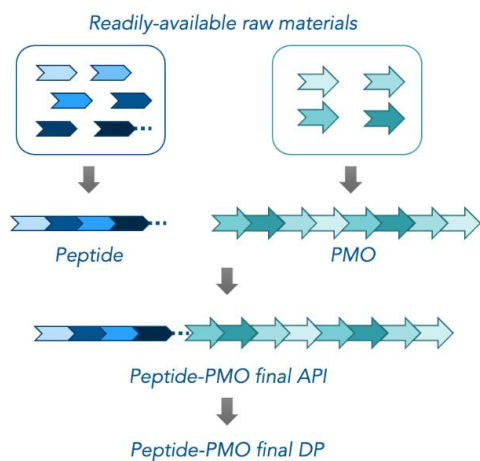 Readily-available raw materials
Peptide
PMO
Peptide-PMO final API
Peptide-PMO final DP